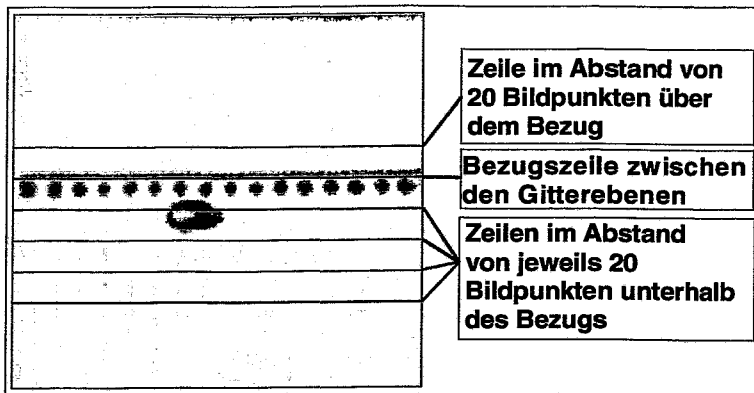 Zeile im Abstand von
20 Bildpunkten über
dem Bezug
Bezugszeile zwischen
den Gitterebenen
Zeilen im Abstand
von jeweils 20
Bildpunkten unterhalb
des Bezugs